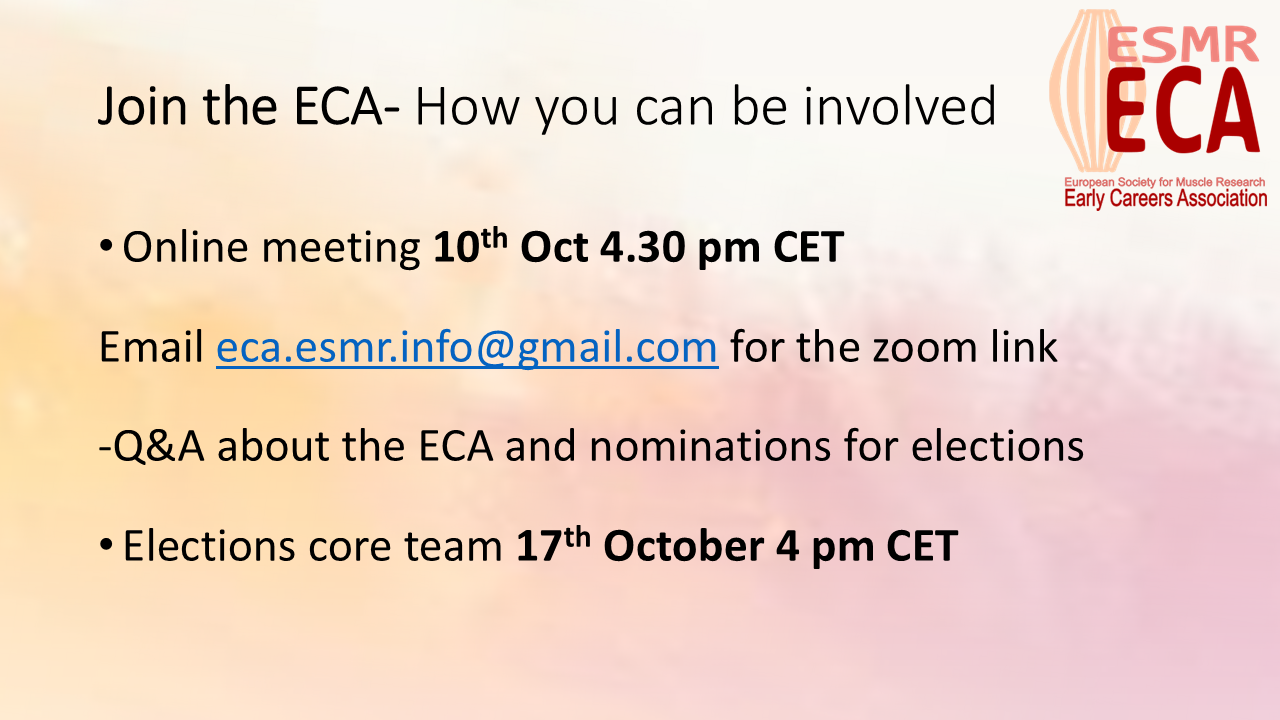 Join the ECA- How you can be involved
ESMR
ECA
European Society for Muscle Research
Early Careers Association
• Online meeting 10th Oct 4.30 pm CET
Email eca.esmr.info@gmail.com for the zoom link
-Q&A about the ECA and nominations for elections
• Elections core team 17th October 4 pm CET